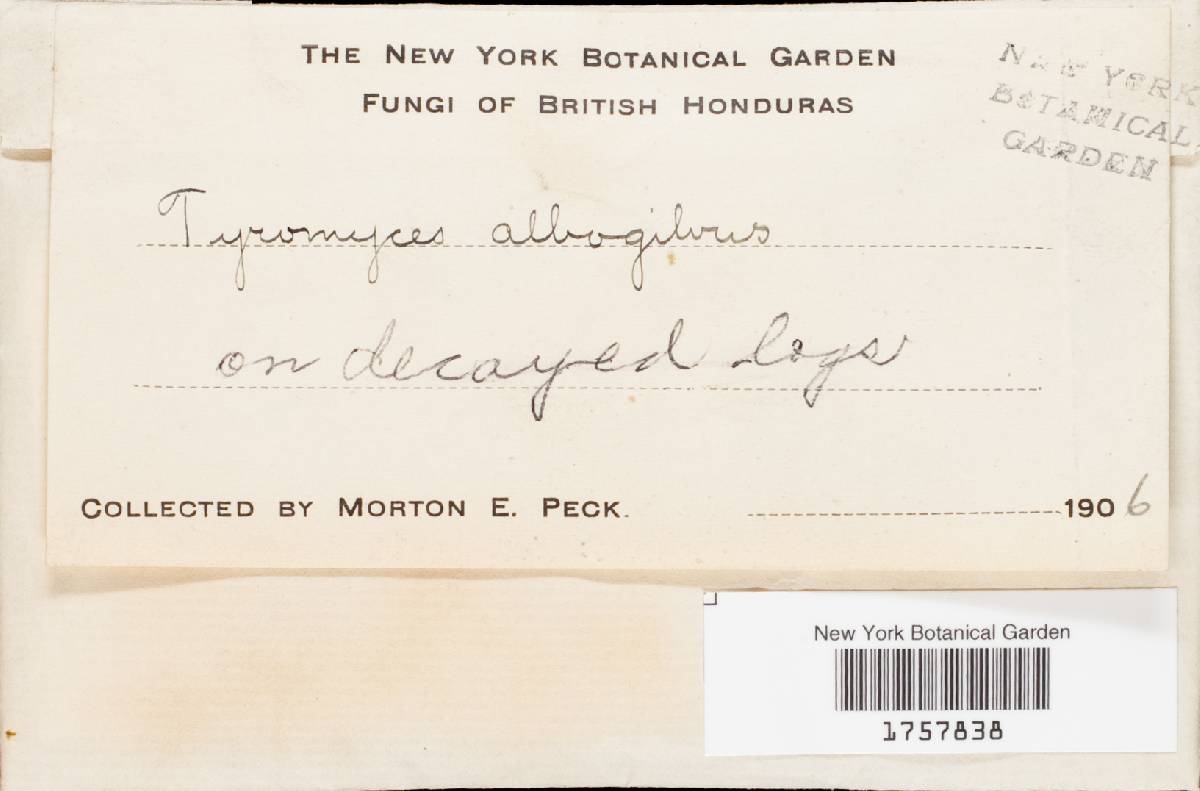 THE NEW YORK BOTANICAL GARDEN
FUNGI OF BRITISH HONDURAS
NEW YORK
BOTANICAL
GARDEN
Tyromyces albogilvus
on decayed logs
COLLECTED BY MORTON E. PECK.
1906
New York Botanical Garden
1757838